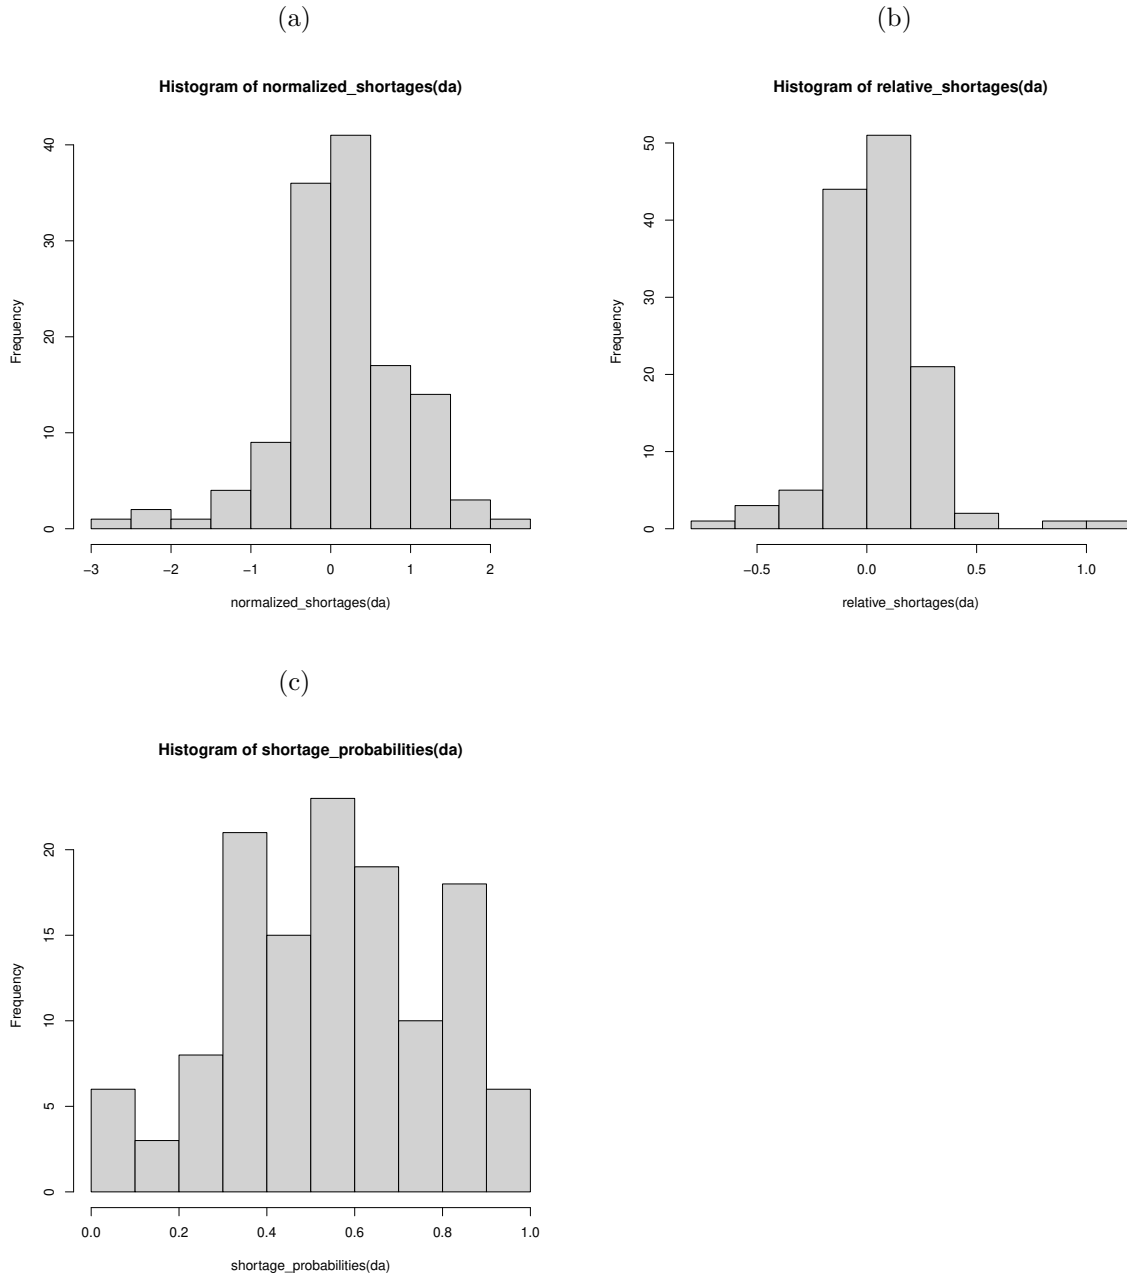 (a)
Histogram of normalized_shortages(da)
Frequency
0
10
20
30
40
−3
−2
−1
0
1
2
normalized_shortages(da)
(b)
Histogram of relative_shortages(da)
Frequency
0
10
20
30
40
50
−0.5
0.0
0.5
1.0
relative_shortages(da)
(c)
Histogram of shortage_probabilities(da)
Frequency
0
5
10
15
20
0.0
0.2
0.4
0.6
0.8
1.0
shortage_probabilities(da)